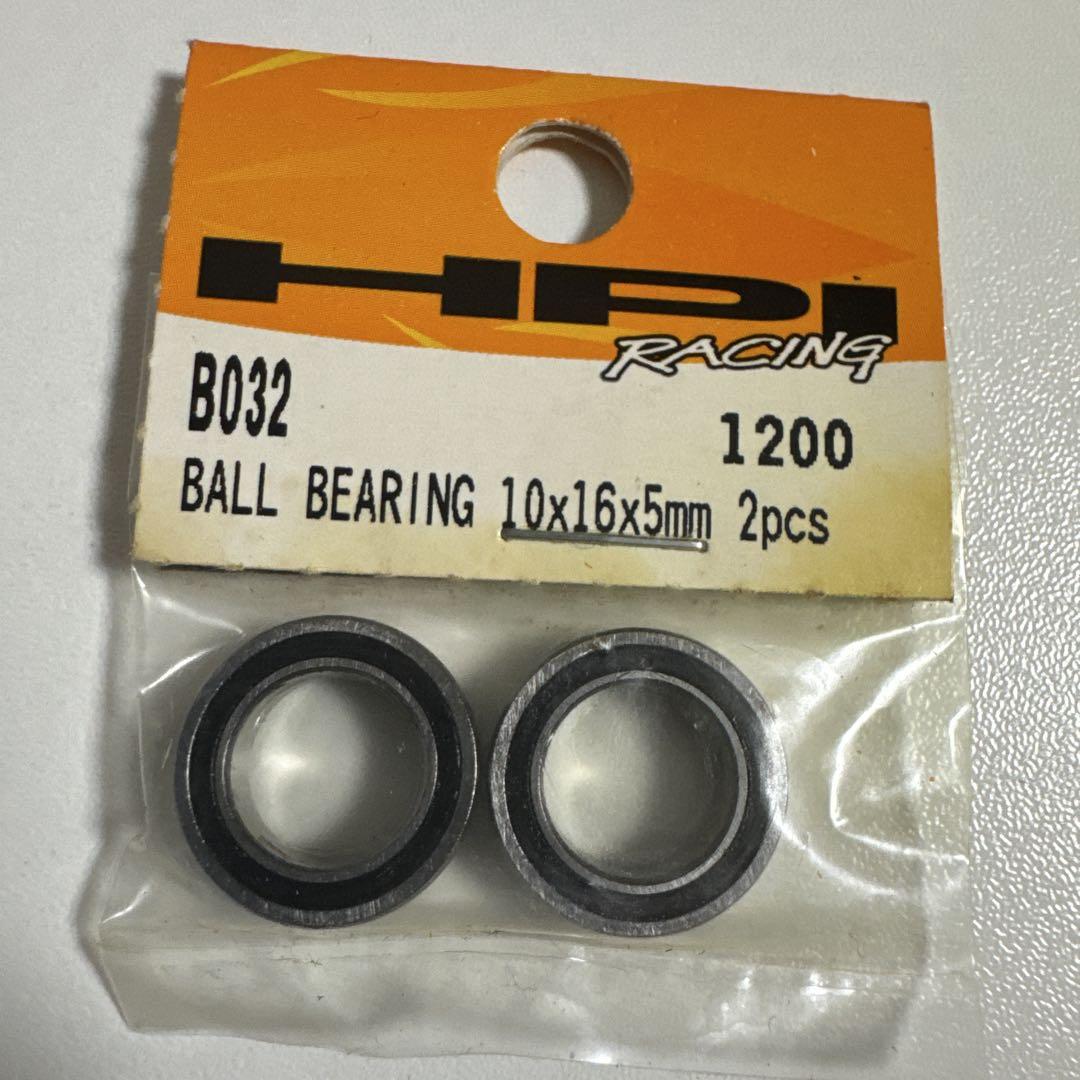 HPI
RACING
B032
1200
BALL BEARING 10x16x5mm 2pcs